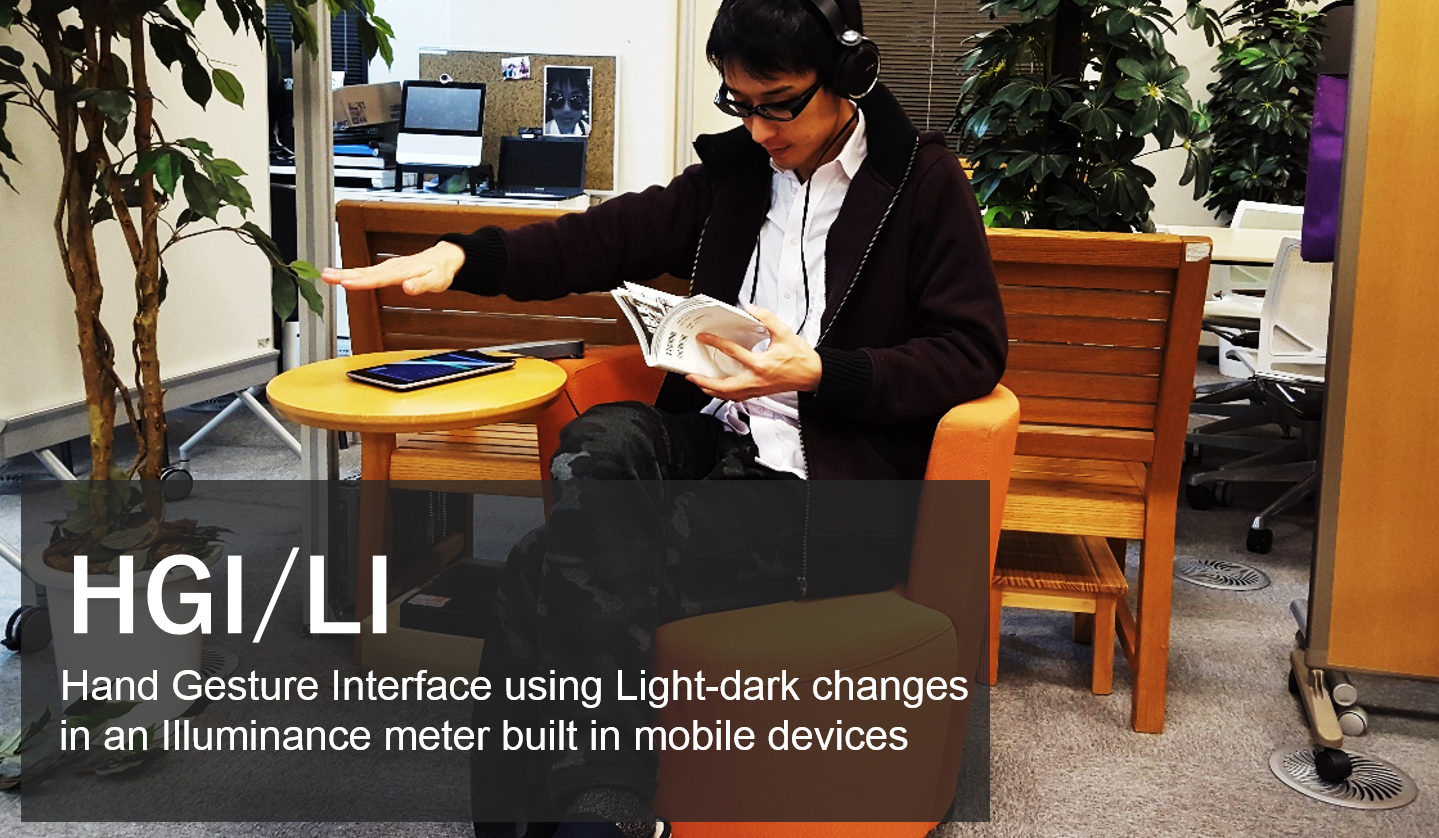 HGI/LI
Hand Gesture Interface using Light-dark changes
in an Illuminance meter built in mobile devices